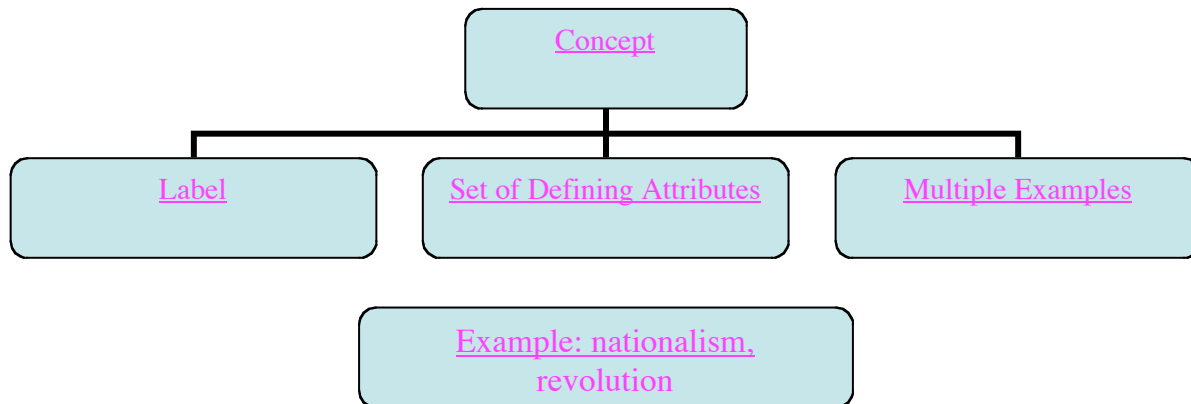 Concept
Label
Set of Defining Attributes
Multiple Examples
Example: nationalism,
revolution